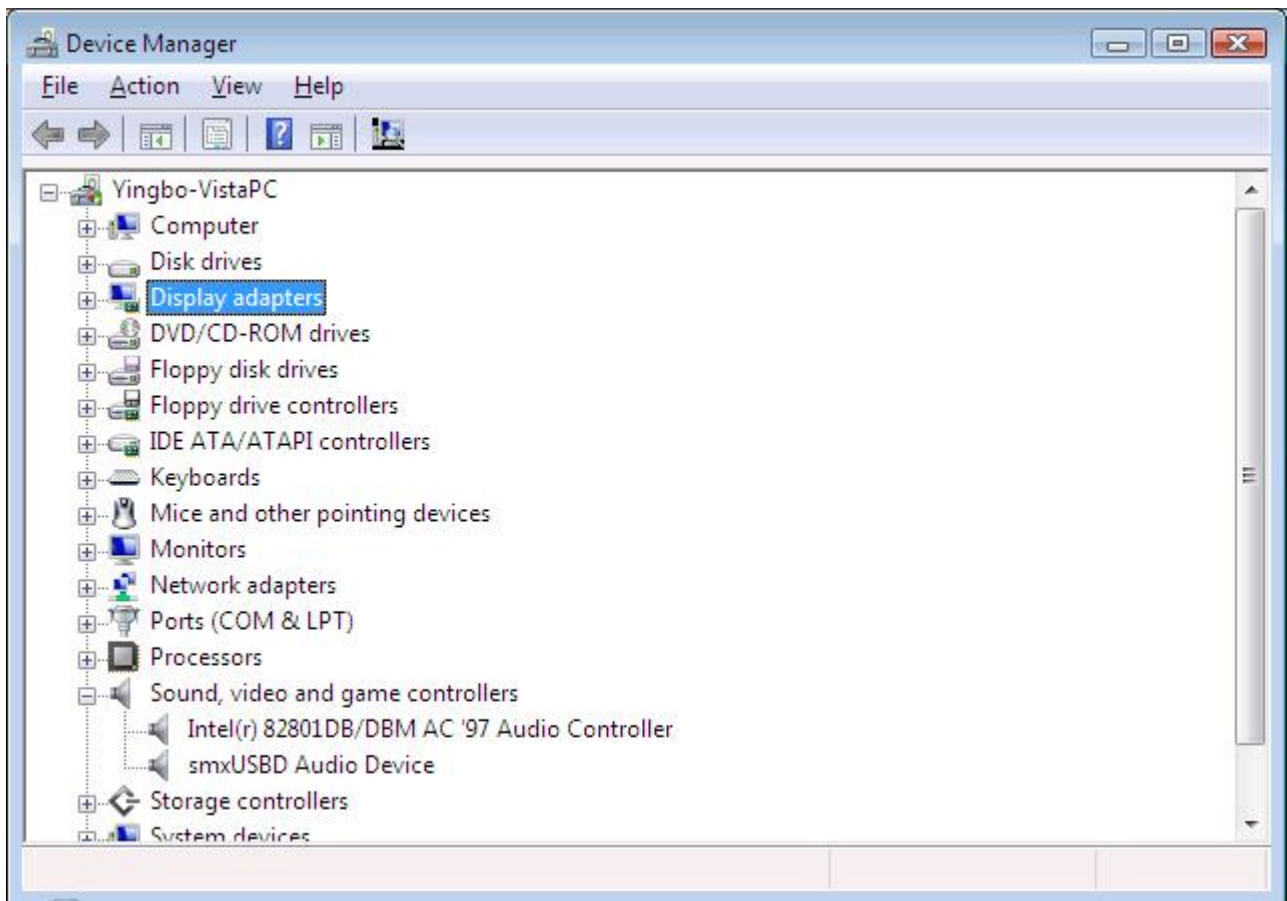 Device Manager
File Action View Help
Yingbo-VistaPC
Computer
Disk drives
Display adapters
DVD/CD-ROM drives
Floppy disk drives
Floppy drive controllers
IDE ATA/ATAPI controllers
Keyboards
Mice and other pointing devices
Monitors
Network adapters
Ports (COM & LPT)
Processors
Sound, video and game controllers
Intel(r) 82801DB/DBM AC '97 Audio Controller
smxUSBD Audio Device
Storage controllers
System devices